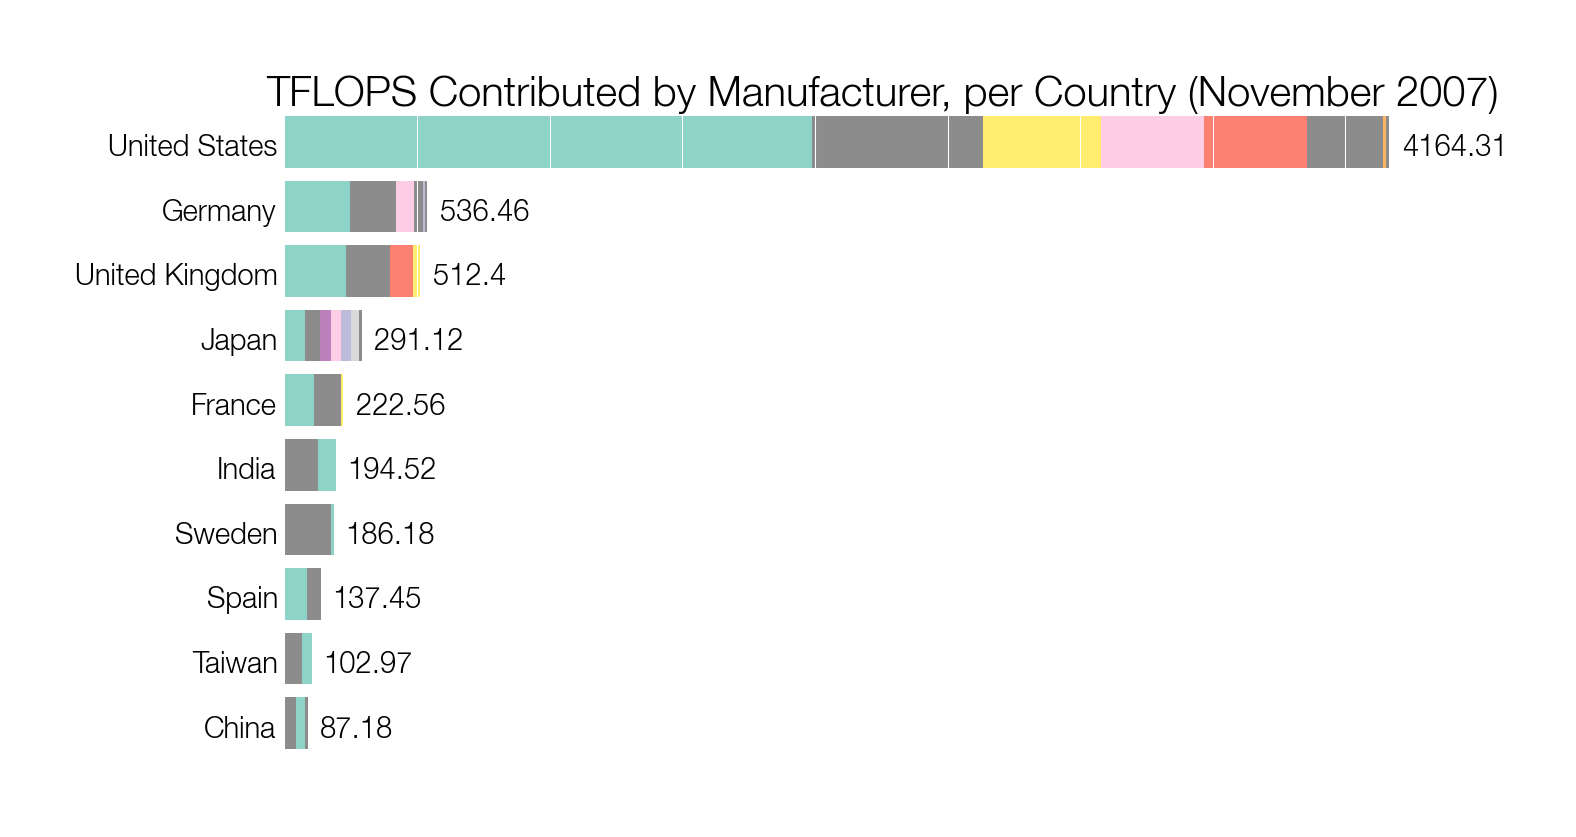 TFLOPS Contributed by Manufacturer, per Country (November 2007)
United States 4164.31
Germany 536.46
United Kingdom 512.4
Japan 291.12
France 222.56
India 194.52
Sweden 186.18
Spain 137.45
Taiwan 102.97
China 87.18